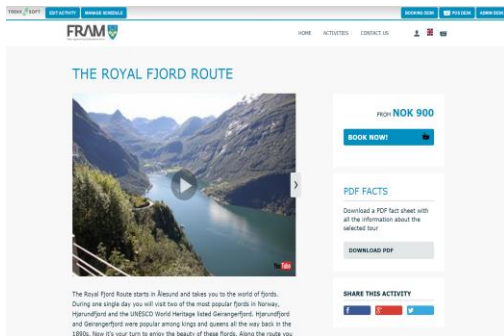 TREKKSOFT EDIT ACTIVITY MANAGE SCHEDULE BOOKING DESK POS DESK ADMIN DESK
FRAM
HOME ACTIVITIES CONTACT US
THE ROYAL FJORD ROUTE
FROM NOK 900
BOOK NOW!
PDF FACTS
Download a PDF fact sheet with
all the information about the
selected tour
DOWNLOAD PDF
YouTube
SHARE THIS ACTIVITY
The Royal Fjord Route starts in Ålesund and takes you to the world of fjords.
During one single day you will visit two of the most popular fjords in Norway,
Hjørundfjord and the UNESCO World Heritage listed Geirangerfjord. Hjørundfjord
and Geirangerfjord were popular among kings and queens all the way back in the
1890s. Now it's your turn to enjoy the beauty of these fjords. Along the route you